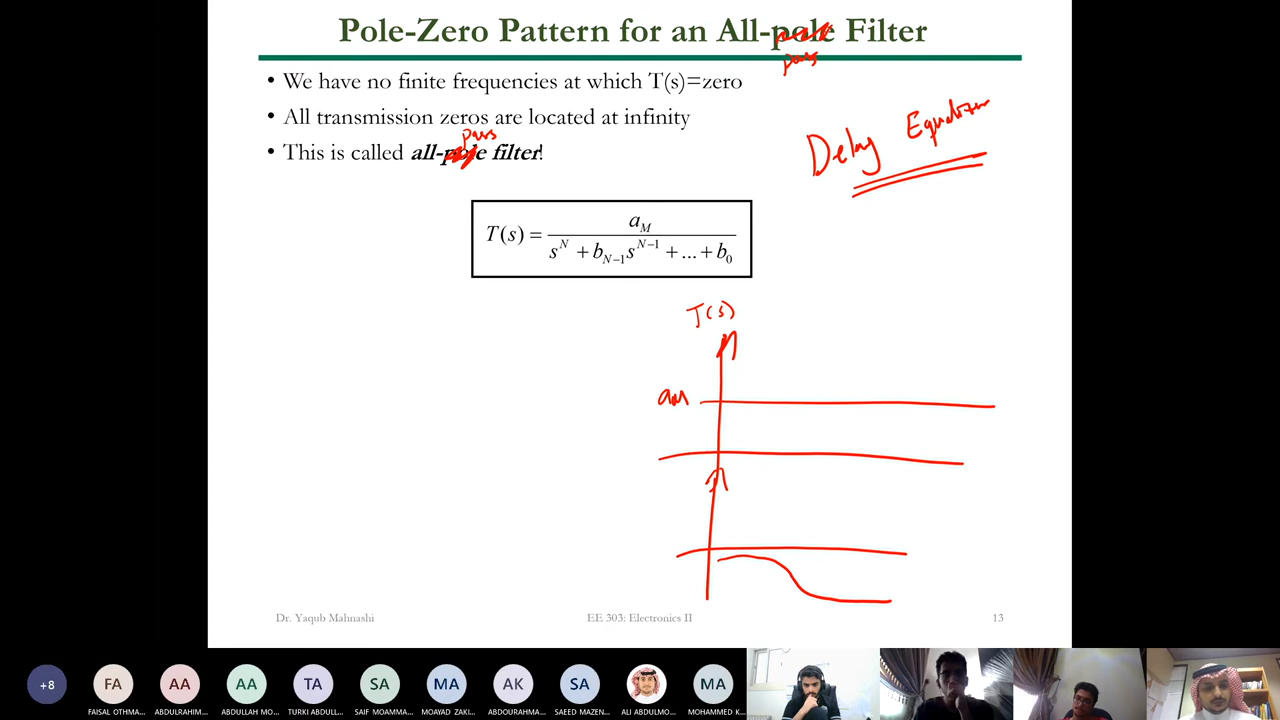 Pole-Zero Pattern for an All-pole Filter
pass
• We have no finite frequencies at which T(s)=zero
• All transmission zeros are located at infinity
pass
• This is called all-pole filter!
Delay Equalizer
T(s) = a_M / (s^N + b_{N-1}s^{N-1} + ... + b_0)
T(s)
a_M
Dr. Yaqub Mahnashi
EE 303: Electronics II
13
+8
FA
AA
AA
TA
SA
MA
AK
SA
MA
FAISAL OTHMA...
ABDULRAHIM...
ABDULLAH MO...
TURKI ABDULL...
SAIF MOAMMA...
MOAYAD ZAKI...
ABDOURAHMA...
SAEED MAZEN...
ALI ABDULMO...
MOHAMMED K...